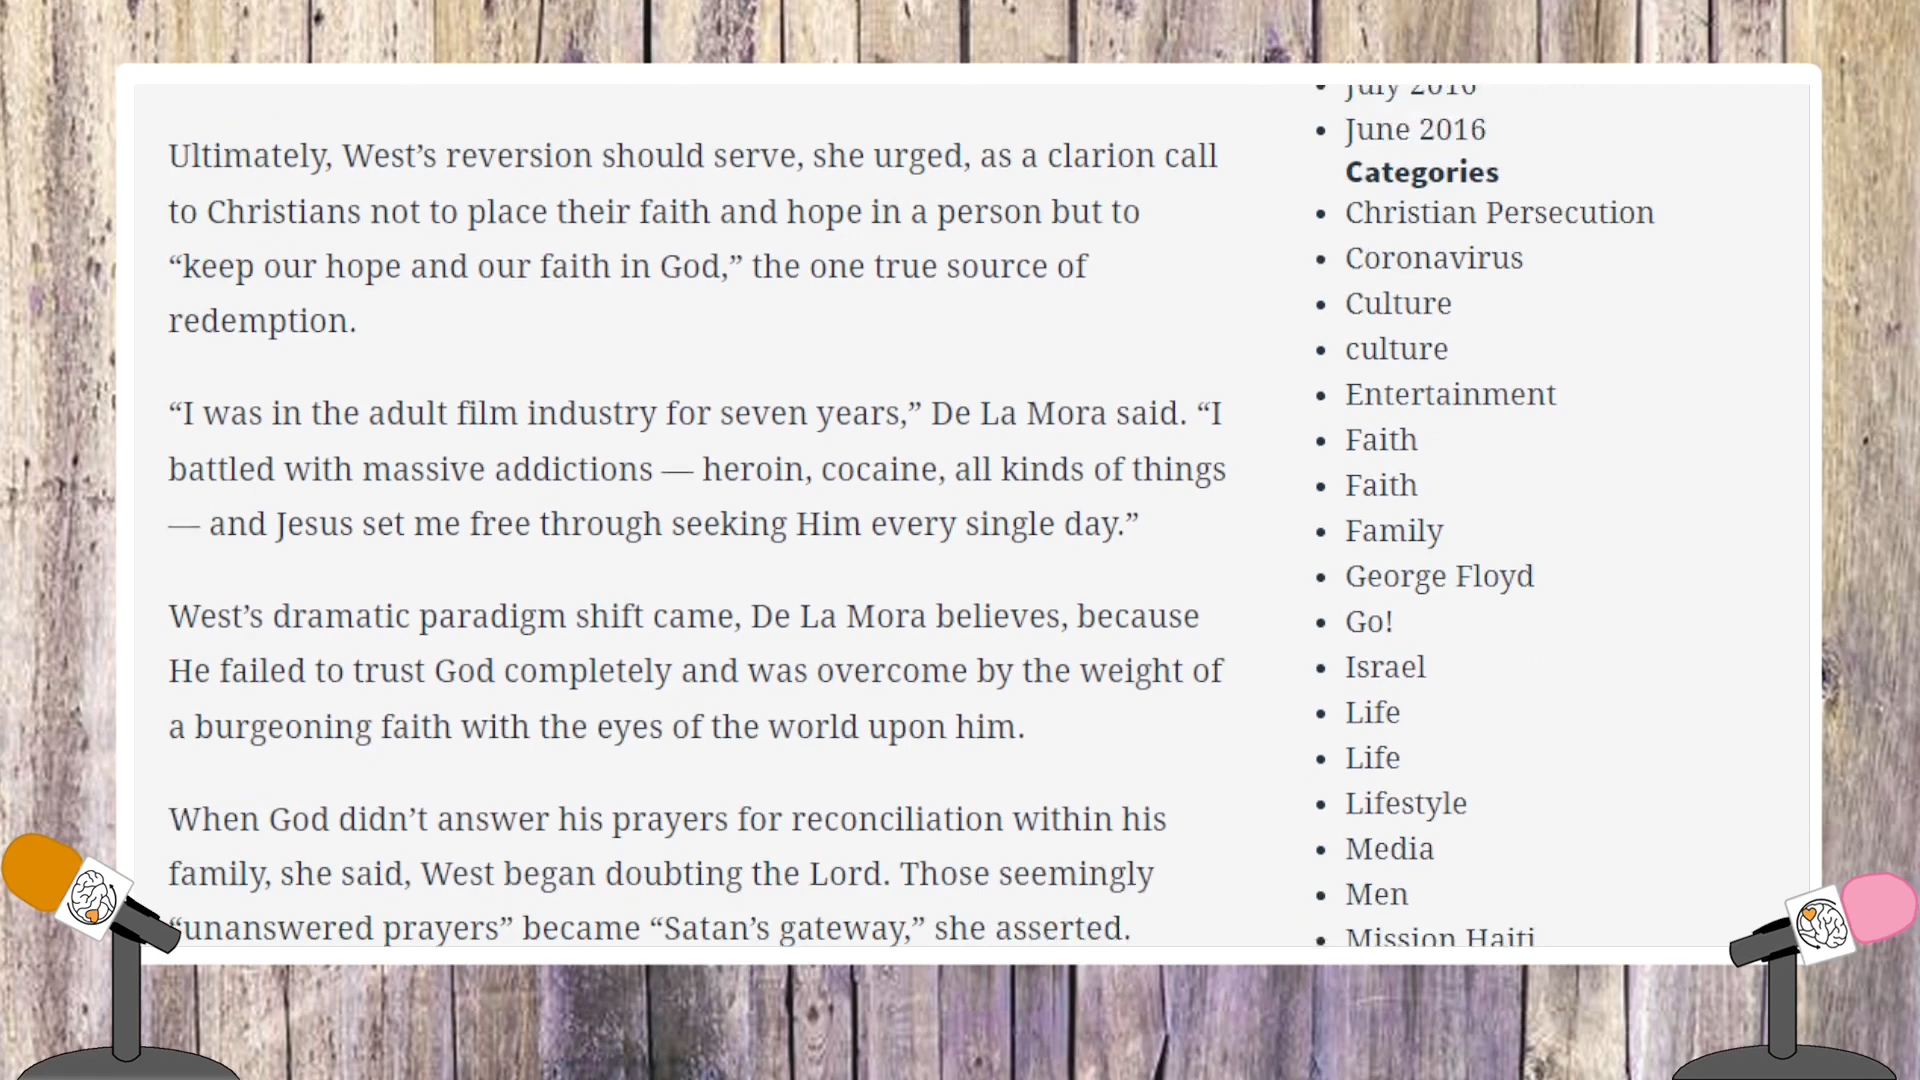 Ultimately, West’s reversion should serve, she urged, as a clarion call
to Christians not to place their faith and hope in a person but to
“keep our hope and our faith in God,” the one true source of
redemption.
“I was in the adult film industry for seven years,” De La Mora said. “I
battled with massive addictions — heroin, cocaine, all kinds of things
— and Jesus set me free through seeking Him every single day.”
West’s dramatic paradigm shift came, De La Mora believes, because
He failed to trust God completely and was overcome by the weight of
a burgeoning faith with the eyes of the world upon him.
When God didn’t answer his prayers for reconciliation within his
family, she said, West began doubting the Lord. Those seemingly
“unanswered prayers” became “Satan’s gateway,” she asserted.
July 2016
June 2016
Categories
Christian Persecution
Coronavirus
Culture
culture
Entertainment
Faith
Faith
Family
George Floyd
Go!
Israel
Life
Life
Lifestyle
Media
Men
Mission Haiti